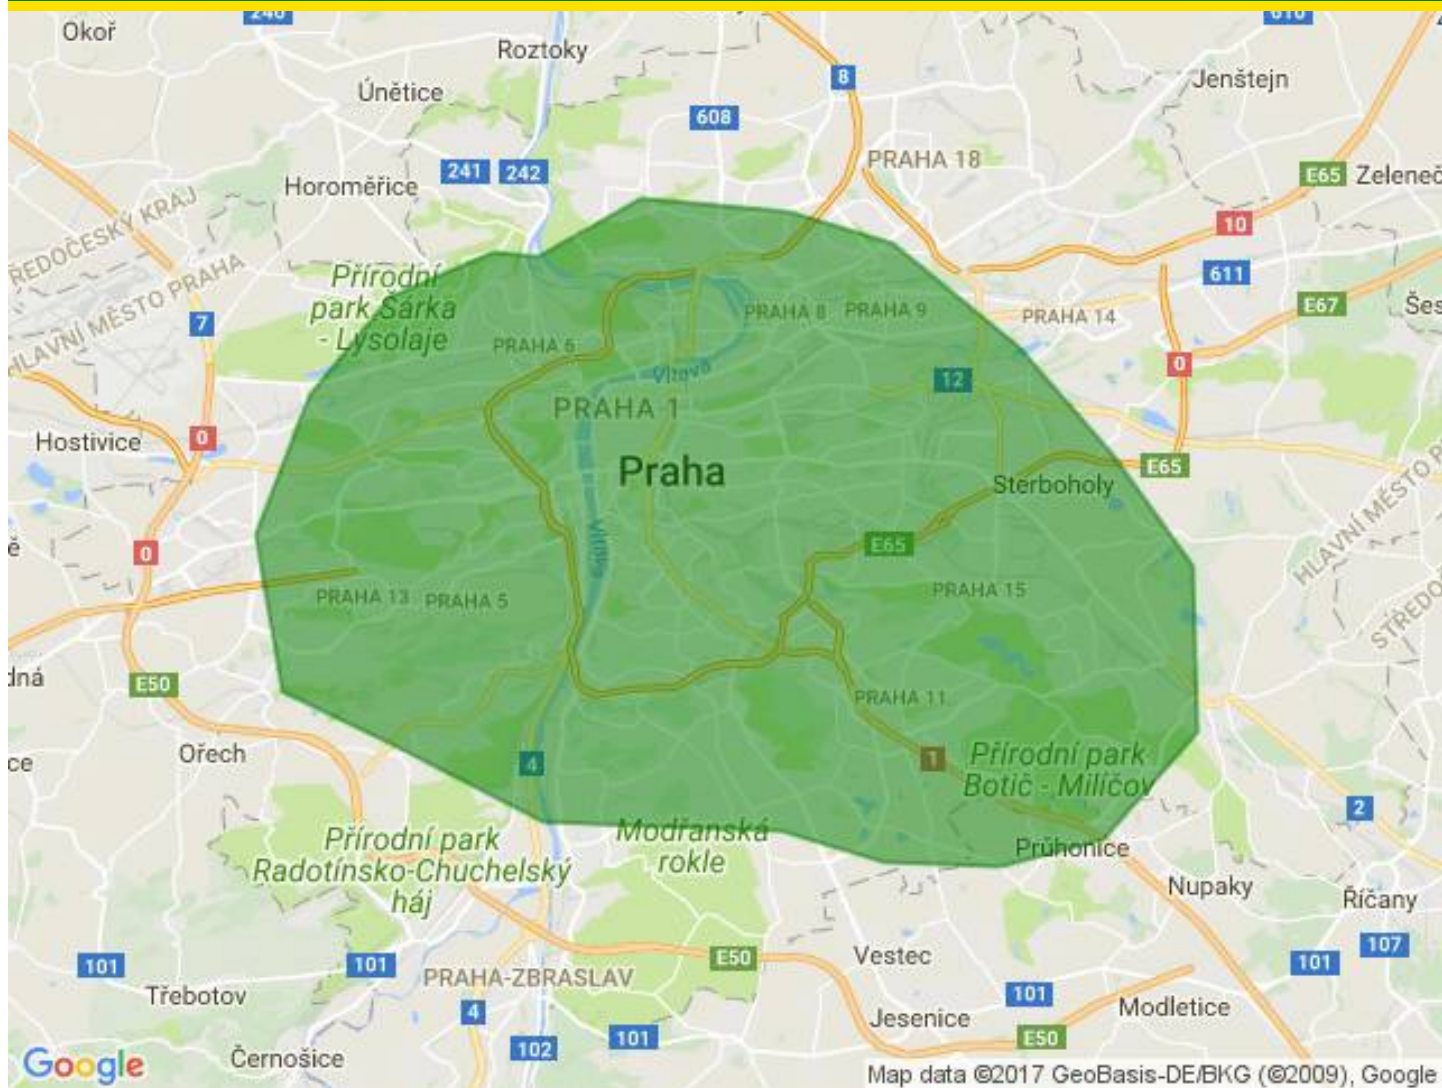 Okoř
Roztoky
8
Jenštejn
Únětice
608
PRAHA 18
241
242
Horoměřice
E65
Zeleneč
10
Přírodní
park Šárka
- Lysolaje
611
7
PRAHA 8
PRAHA 9
PRAHA 14
E67
PRAHA 6
0
Vltava
12
PRAHA 1
Hostivice
0
Praha
E65
Sterboholy
HLAVNÍ MĚSTO PRAHA
Vltava
E65
0
PRAHA 13
PRAHA 5
PRAHA 15
E50
PRAHA 11
Ořech
4
1
Přírodní park
Botič - Milíčov
2
Přírodní park
Radotínsko-Chuchelský
háj
Modřanská
rokle
Průhonice
Nupaky
Říčany
101
101
PRAHA-ZBRASLAV
E50
Vestec
101
107
Třebotov
4
101
Modletice
Jesenice
Černošice
102
101
E50
Google
Map data ©2017 GeoBasis-DE/BKG (©2009), Google